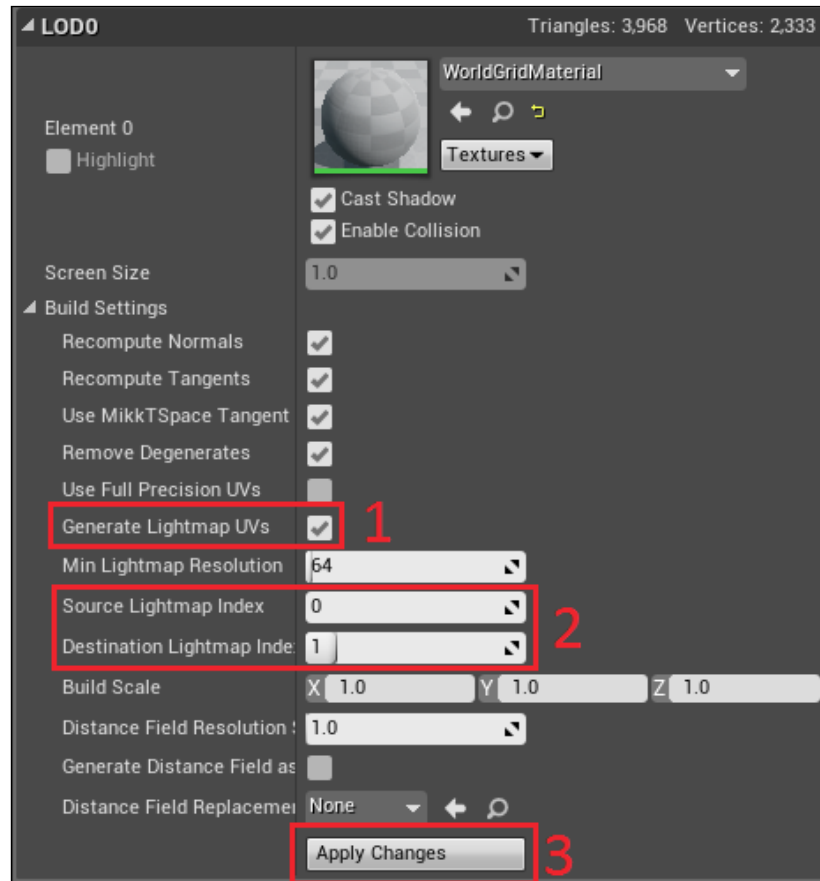 LOD0 Triangles: 3,968 Vertices: 2,333
WorldGridMaterial
Element 0
Highlight
Textures
Cast Shadow
Enable Collision
Screen Size 1.0
Build Settings
Recompute Normals
Recompute Tangents
Use MikkTSpace Tangent
Remove Degenerates
Use Full Precision UVs
Generate Lightmap UVs 1
Min Lightmap Resolution 64
Source Lightmap Index 0
2
Destination Lightmap Inde 1
Build Scale X 1.0 Y 1.0 Z 1.0
Distance Field Resolution 1.0
Generate Distance Field as
Distance Field Replacemen None
Apply Changes 3